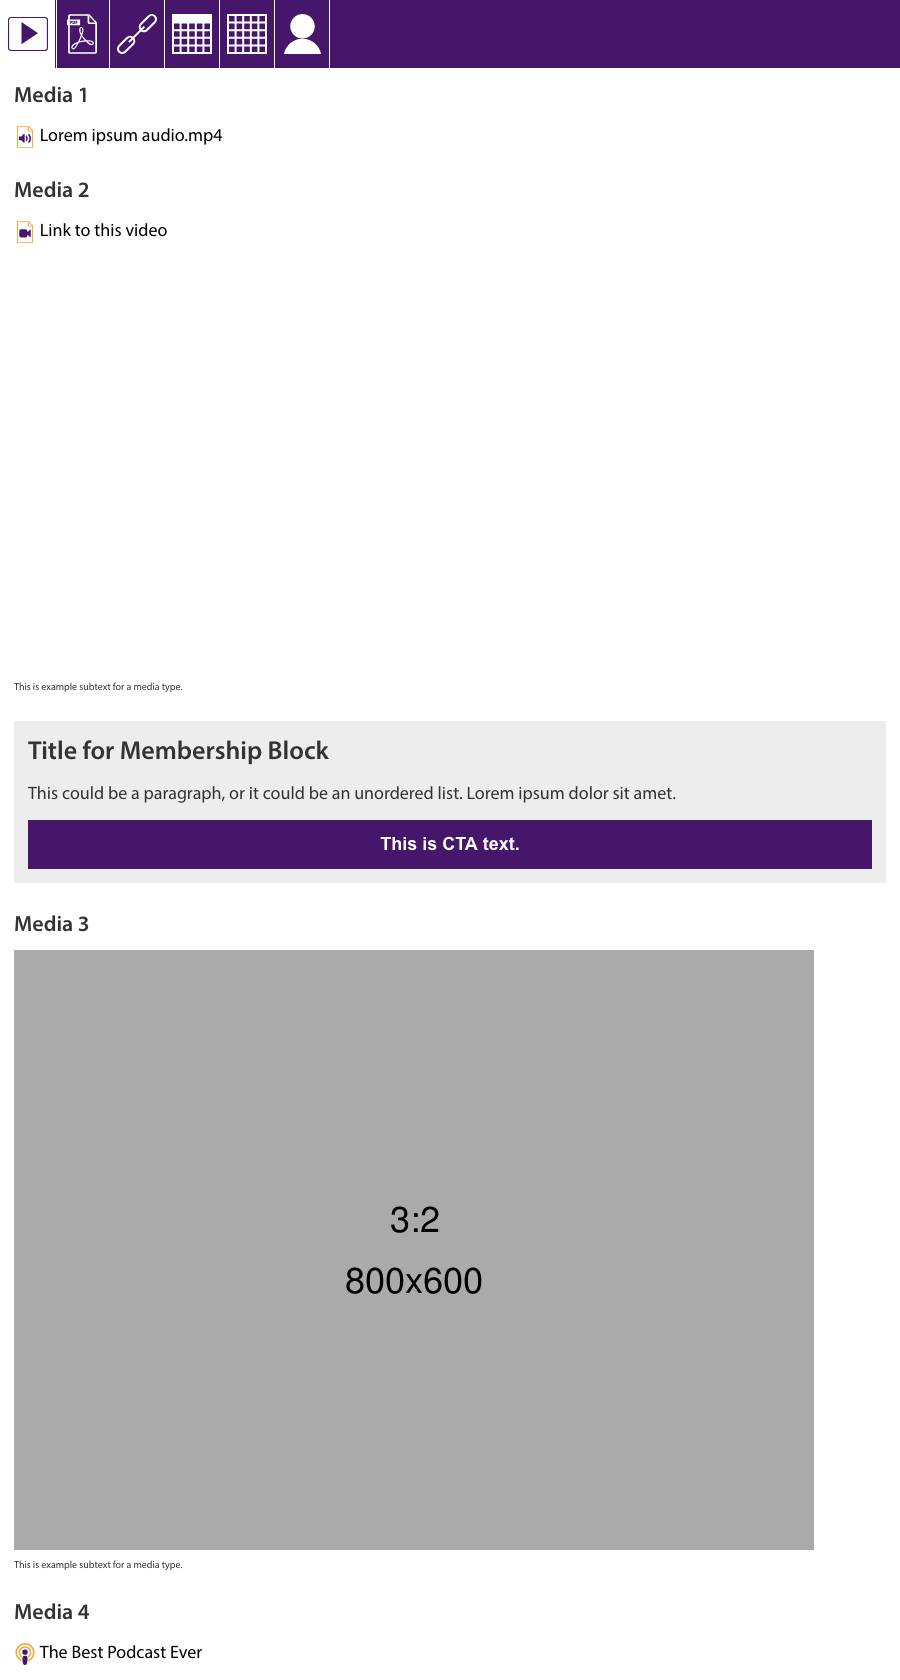 PDF
Media 1
Lorem ipsum audio.mp4
Media 2
Link to this video
This is example subtext for a media type.
Title for Membership Block
This could be a paragraph, or it could be an unordered list. Lorem ipsum dolor sit amet.
This is CTA text.
Media 3
3:2
800x600
This is example subtext for a media type.
Media 4
The Best Podcast Ever